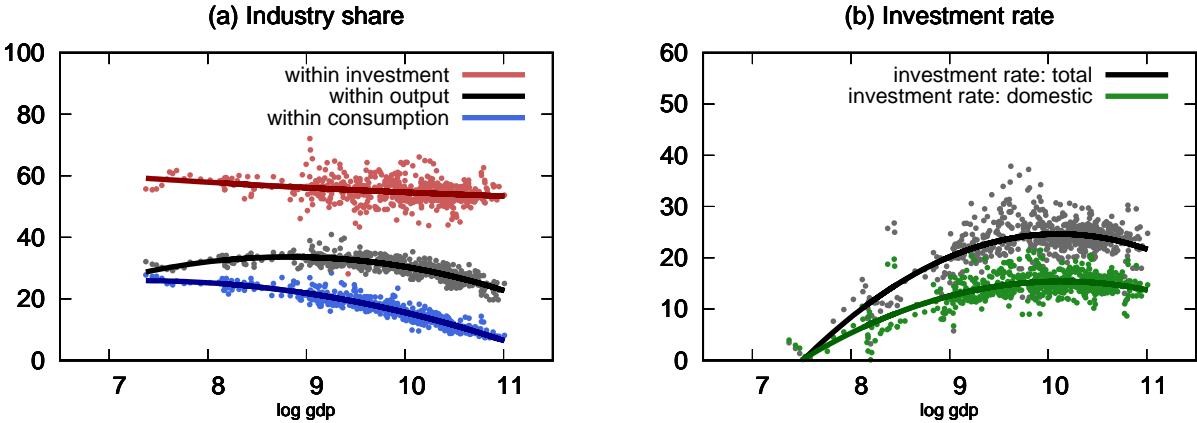 (a) Industry share
100
80
60
40
20
0
within investment
within output
within consumption
7 8 9 10 11
log gdp
(b) Investment rate
60
50
40
30
20
10
0
investment rate: total
investment rate: domestic
7 8 9 10 11
log gdp